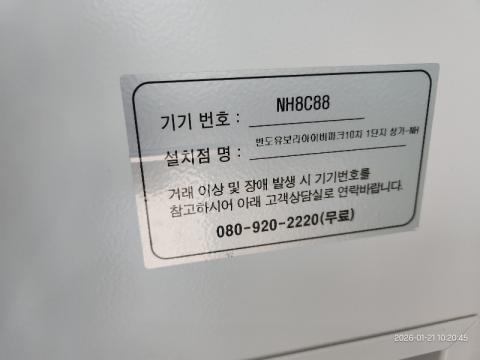 기기 번호 : NH8C88
설치점 명 : 반도유보라아이비파크10차 1단지 상가-NH
거래 이상 및 장애 발생 시 기기번호를
참고하시어 아래 고객상담실로 연락바랍니다.
080-920-2220(무료)
2026-01-21 10:20:45